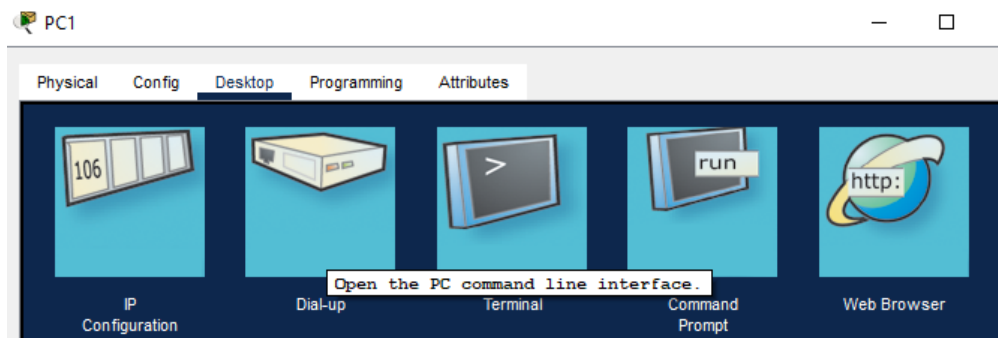 PC1
Physical Config Desktop Programming Attributes
106
>
run
http:
Open the PC command line interface.
IP
Configuration
Dial-up
Terminal
Command
Prompt
Web Browser